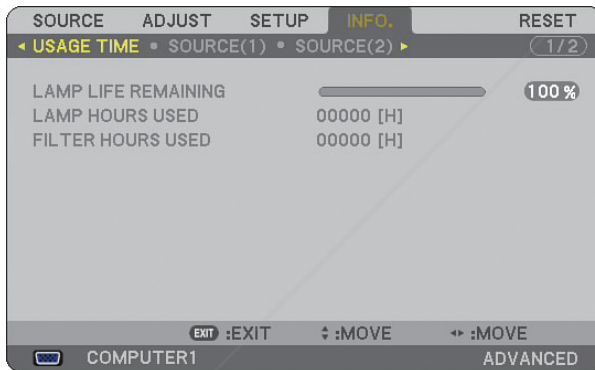 SOURCE ADJUST SETUP INFO. RESET
USAGE TIME • SOURCE(1) • SOURCE(2) 1/2
LAMP LIFE REMAINING 100 %
LAMP HOURS USED 00000 [H]
FILTER HOURS USED 00000 [H]
EXIT :EXIT :MOVE :MOVE
COMPUTER1 ADVANCED